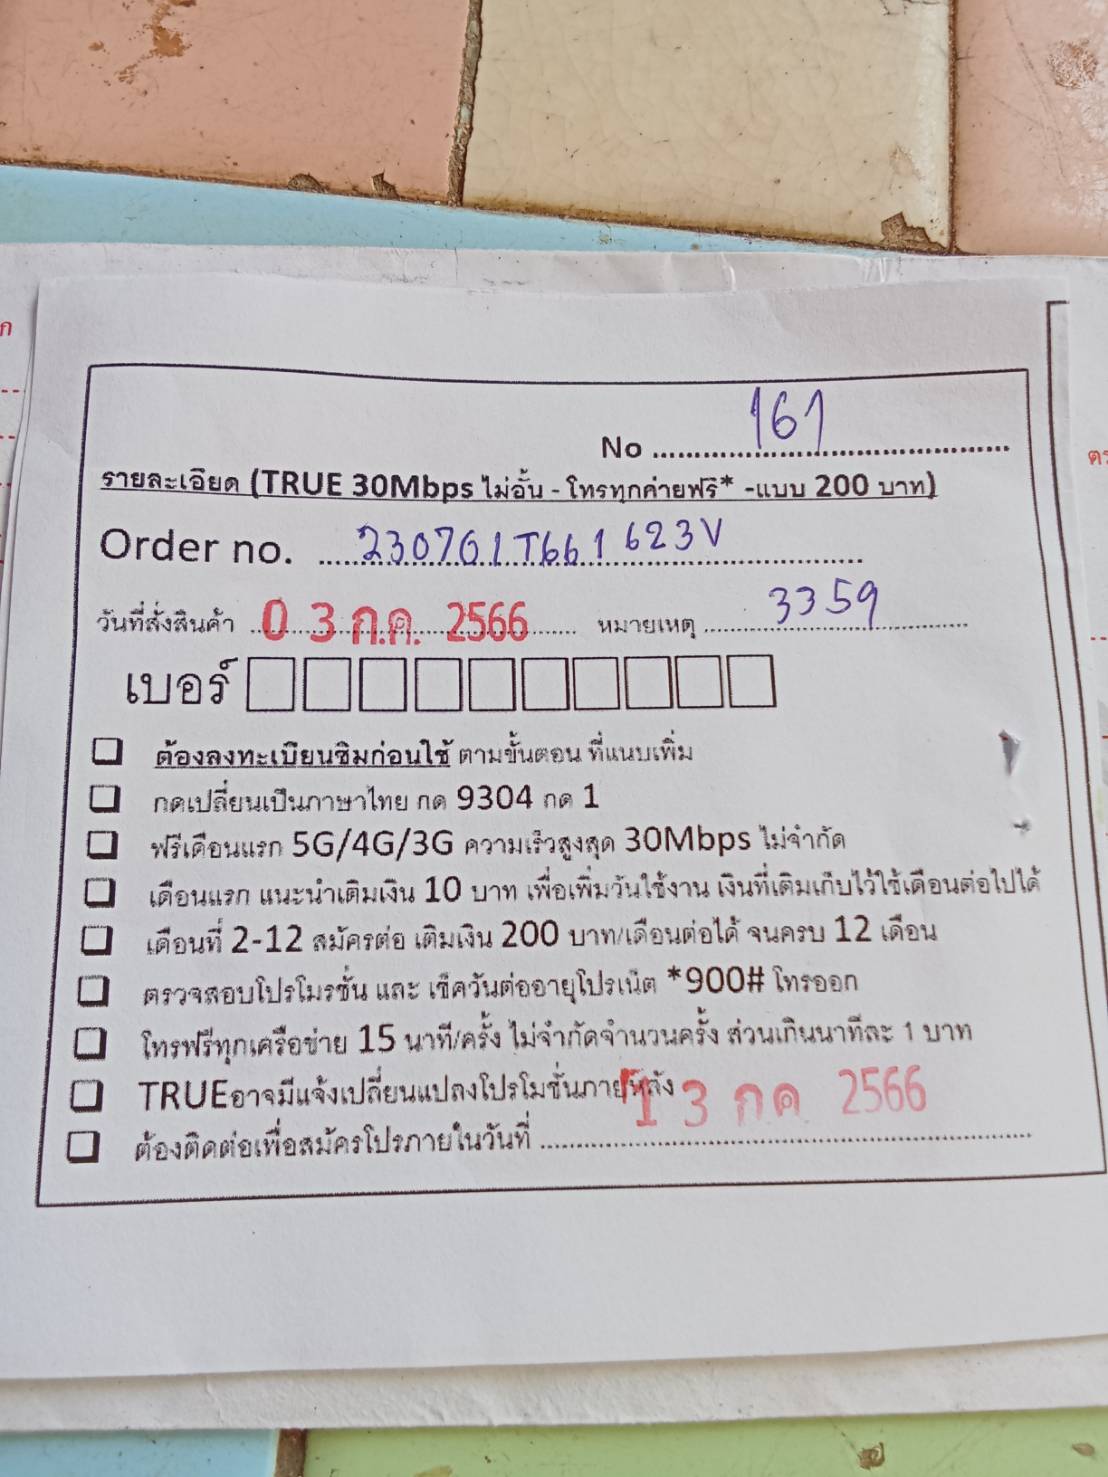 No 161
รายละเอียด (TRUE 30Mbps ไม่อั้น - โทรทุกค่ายฟรี* -แบบ 200 บาท)
Order no. 230701T661623V
วันที่สั่งสินค้า 0 3 ก.ค. 2566 หมายเหตุ 3359
เบอร์
ต้องลงทะเบียนซิมก่อนใช้ ตามขั้นตอน ที่แนบเพิ่ม
กดเปลี่ยนเป็นภาษาไทย กด 9304 กด 1
ฟรีเดือนแรก 5G/4G/3G ความเร็วสูงสุด 30Mbps ไม่จำกัด
เดือนแรก แนะนำเติมเงิน 10 บาท เพื่อเพิ่มวันใช้งาน เงินที่เติมเก็บไว้ใช้เดือนต่อไปได้
เดือนที่ 2-12 สมัครต่อ เติมเงิน 200 บาท/เดือนต่อได้ จนครบ 12 เดือน
ตรวจสอบโปรโมรชั่น และ เช็ควันต่ออายุโปรเน็ต *900# โทรออก
โทรฟรีทุกเครือข่าย 15 นาที/ครั้ง ไม่จำกัดจำนวนครั้ง ส่วนเกินนาทีละ 1 บาท
TRUEอาจมีแจ้งเปลี่ยนแปลงโปรโมชั่นภายหลัง
ต้องติดต่อเพื่อสมัครโปรภายในวันที่ 1 3 กค 2566
ก
ตร